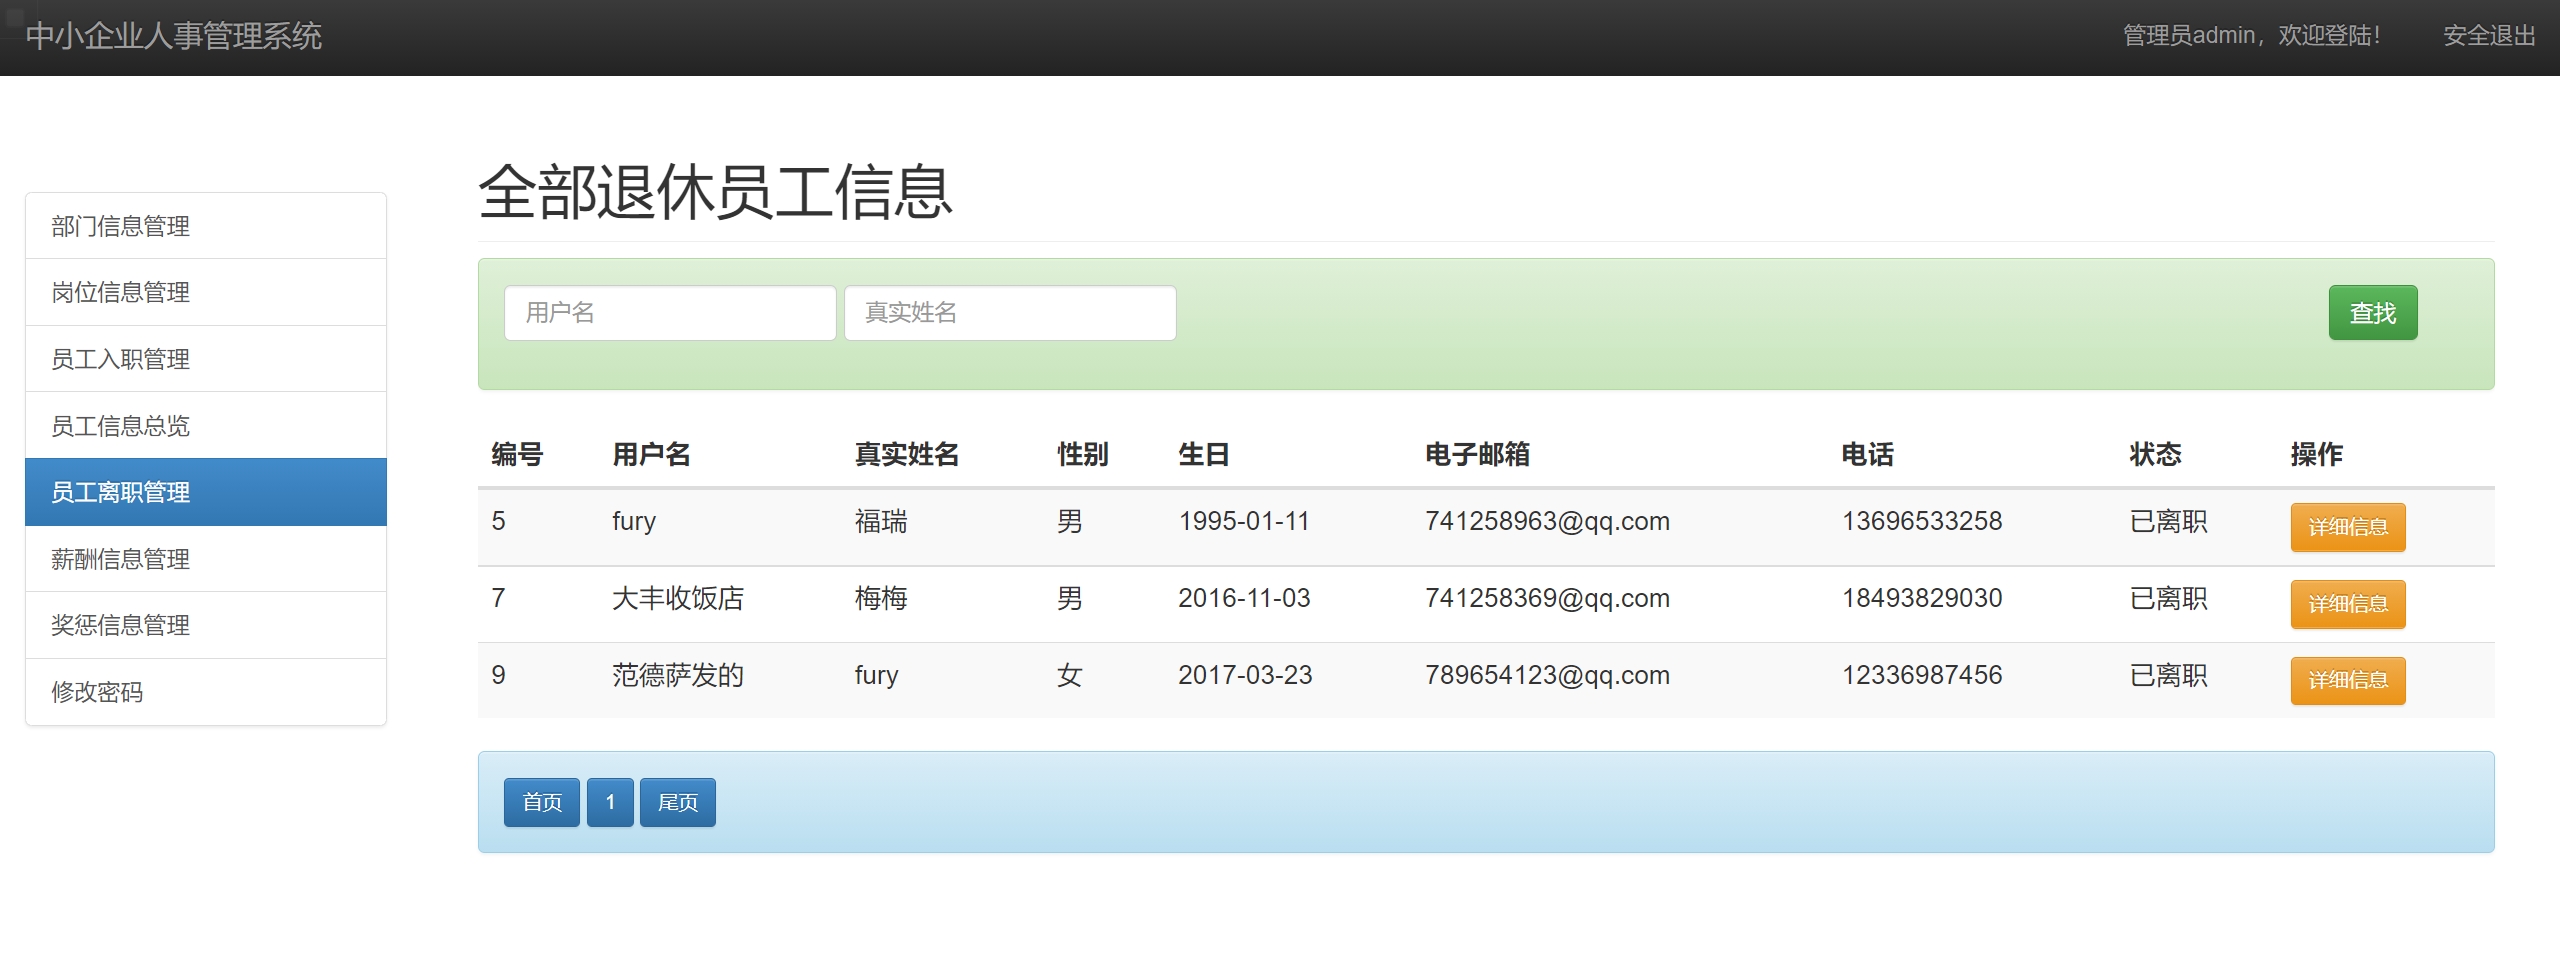 中小企业人事管理系统 管理员admin，欢迎登陆！ 安全退出
部门信息管理
岗位信息管理
员工入职管理
员工信息总览
员工离职管理
薪酬信息管理
奖惩信息管理
修改密码
全部退休员工信息
用户名 真实姓名 查找
编号 用户名 真实姓名 性别 生日 电子邮箱 电话 状态 操作
5 fury 福瑞 男 1995-01-11 741258963@qq.com 13696533258 已离职 详细信息
7 大丰收饭店 梅梅 男 2016-11-03 741258369@qq.com 18493829030 已离职 详细信息
9 范德萨发的 fury 女 2017-03-23 789654123@qq.com 12336987456 已离职 详细信息
首页 1 尾页